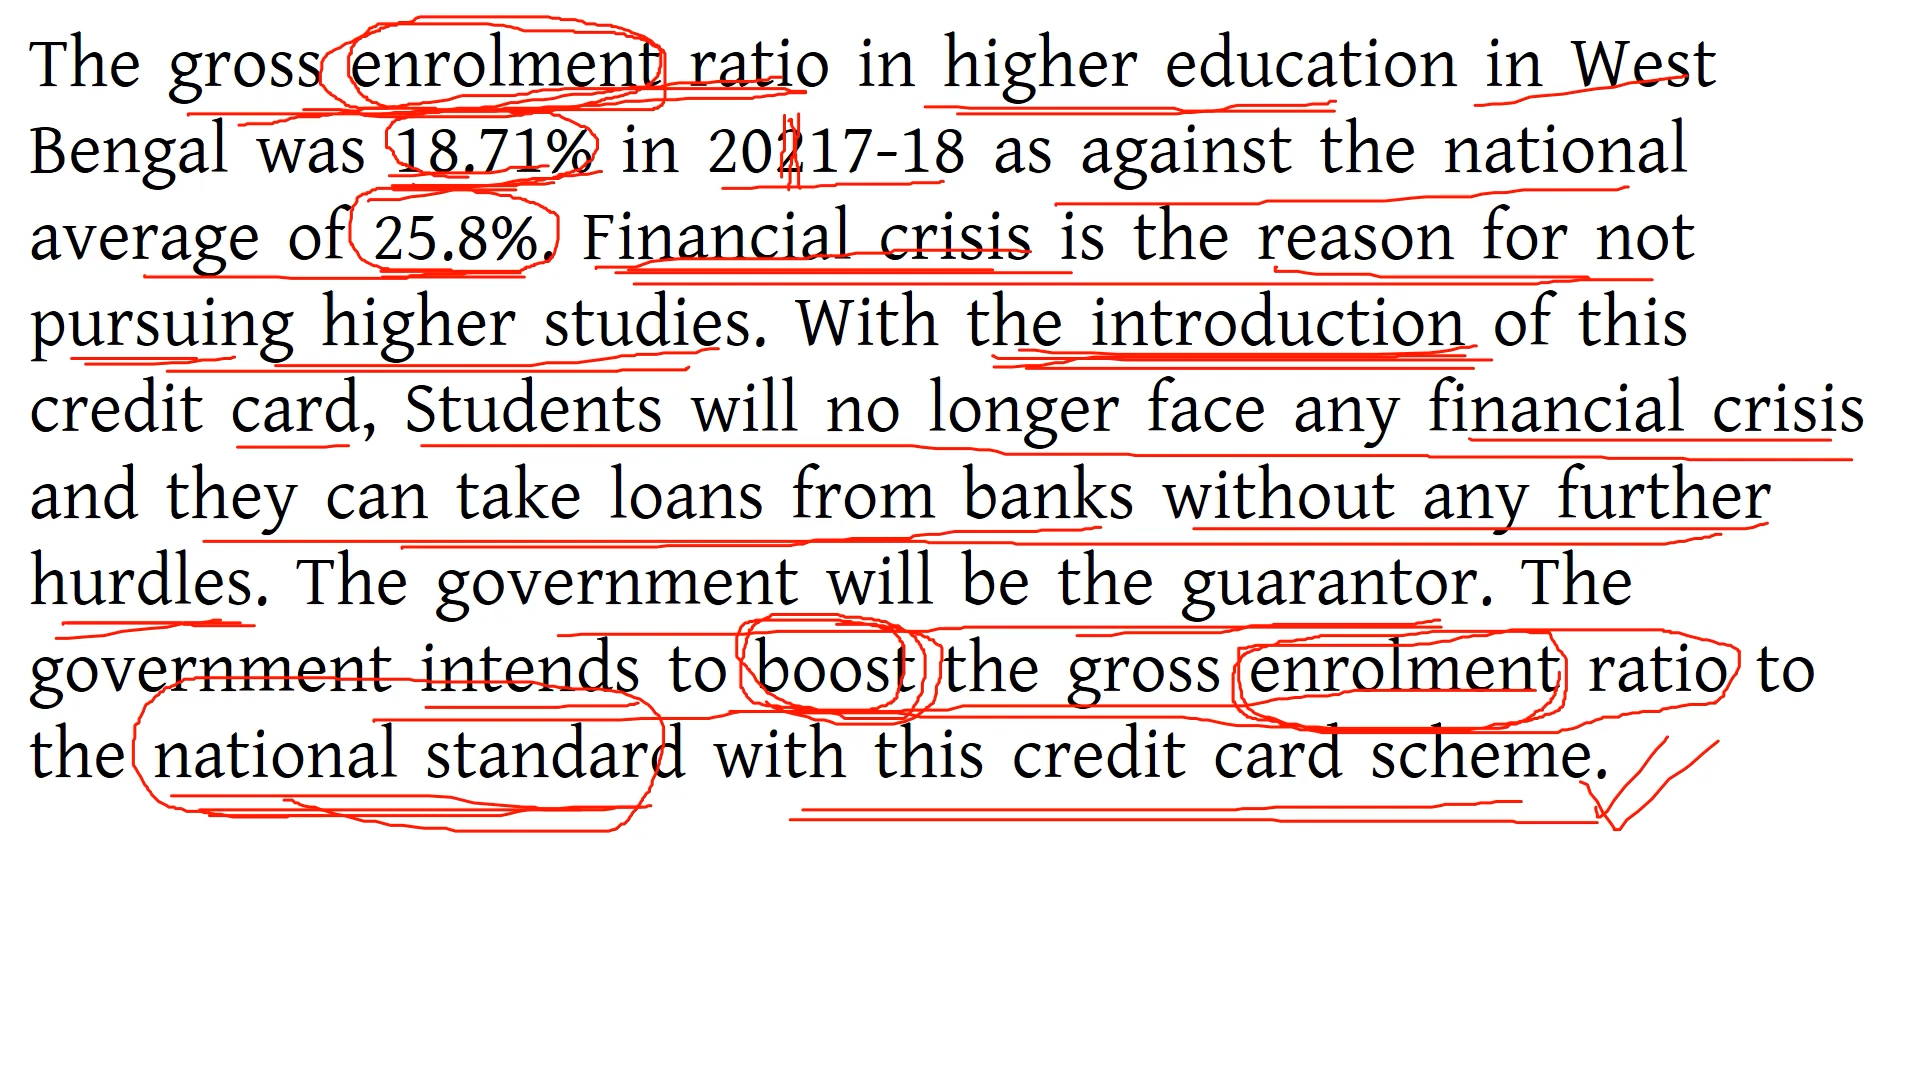 The gross enrolment ratio in higher education in West
Bengal was 18.71% in 20217-18 as against the national
average of 25.8%. Financial crisis is the reason for not
pursuing higher studies. With the introduction of this
credit card, Students will no longer face any financial crisis
and they can take loans from banks without any further
hurdles. The government will be the guarantor. The
government intends to boost the gross enrolment ratio to
the national standard with this credit card scheme.